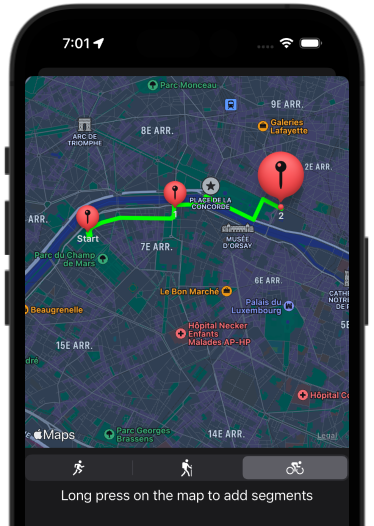 7:01
Parc Monceau
9E ARR.
Galeries
Lafayette
8E ARR.
ARC DE
TRIOMPHE
2E ARR.
PLACE DE LA
CONCORDE
1
2
ARR.
Start
MUSÉE
D'ORSAY
7E ARR.
Parc du Champ
de Mars
6E ARR.
CATH
NOTRE
DE P
Le Bon Marché
Palais du
Luxembourg
Beaugrenelle
5E
Hôpital Necker
Enfants
Malades AP-HP
15E ARR.
dré
Hôpital Co
Parc Georges
Brassens
14E ARR.
Maps
Legal
Long press on the map to add segments